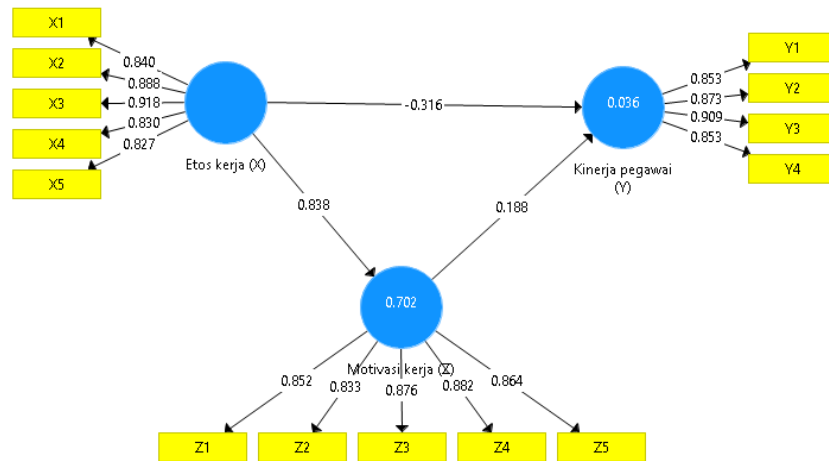 X1
X2
X3
X4
X5
0.840
0.888
0.918
0.830
0.827
Etos kerja (X)
-0.316
0.838
0.036
Kinerja pegawai
(Y)
0.853
0.873
0.909
0.853
Y1
Y2
Y3
Y4
0.188
0.702
Motivasi kerja (Z)
0.852
0.833
0.876
0.882
0.864
Z1
Z2
Z3
Z4
Z5